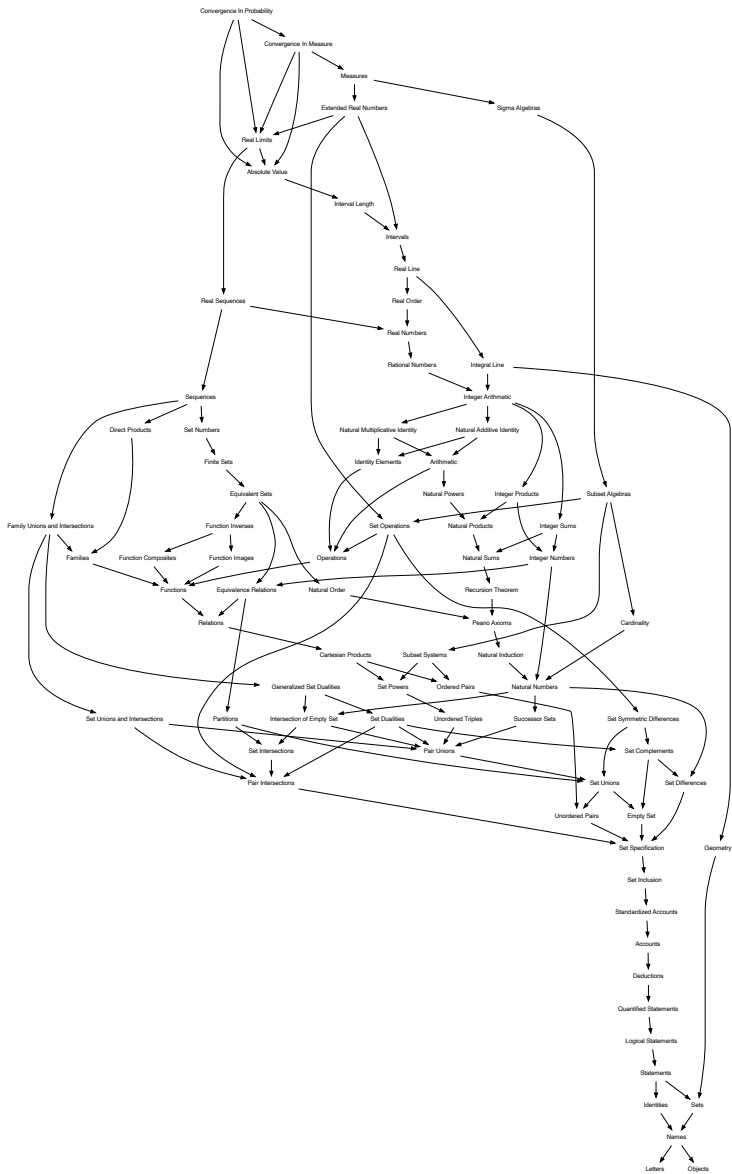 Convergence In Probability
Convergence In Measure
Measures
Extended Real Numbers
Sigma Algebras
Real Limits
Absolute Value
Interval Length
Intervals
Real Line
Real Sequences
Real Order
Real Numbers
Rational Numbers
Integral Line
Sequences
Integer Arithmetic
Direct Products
Set Numbers
Natural Multiplicative Identity
Natural Additive Identity
Finite Sets
Identity Elements
Arithmetic
Equivalent Sets
Natural Powers
Integer Products
Subset Algebras
Family Unions and Intersections
Function Inverses
Set Operations
Natural Products
Integer Sums
Families
Function Composites
Function Images
Operations
Natural Sums
Integer Numbers
Functions
Equivalence Relations
Natural Order
Recursion Theorem
Relations
Peano Axioms
Cardinality
Cartesian Products
Subset Systems
Natural Induction
Generalized Set Dualities
Set Powers
Ordered Pairs
Natural Numbers
Set Unions and Intersections
Partitions
Intersection of Empty Set
Set Dualities
Unordered Triples
Successor Sets
Set Symmetric Differences
Set Intersections
Pair Unions
Set Complements
Pair Intersections
Set Unions
Set Differences
Unordered Pairs
Empty Set
Set Specification
Geometry
Set Inclusion
Standardized Accounts
Accounts
Deductions
Quantified Statements
Logical Statements
Statements
Identities
Sets
Names
Letters
Objects